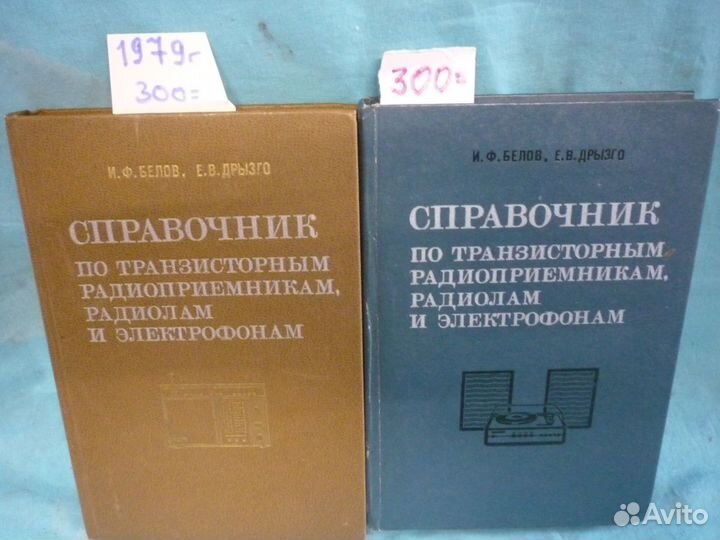 1979г
300=
300=
И.Ф.БЕЛОВ, Е.В.ДРЫЗГО
СПРАВОЧНИК
ПО ТРАНЗИСТОРНЫМ
РАДИОПРИЕМНИКАМ,
РАДИОЛАМ
И ЭЛЕКТРОФОНАМ
И.Ф.БЕЛОВ, Е.В.ДРЫЗГО
СПРАВОЧНИК
ПО ТРАНЗИСТОРНЫМ
РАДИОПРИЕМНИКАМ,
РАДИОЛАМ
И ЭЛЕКТРОФОНАМ
Avito